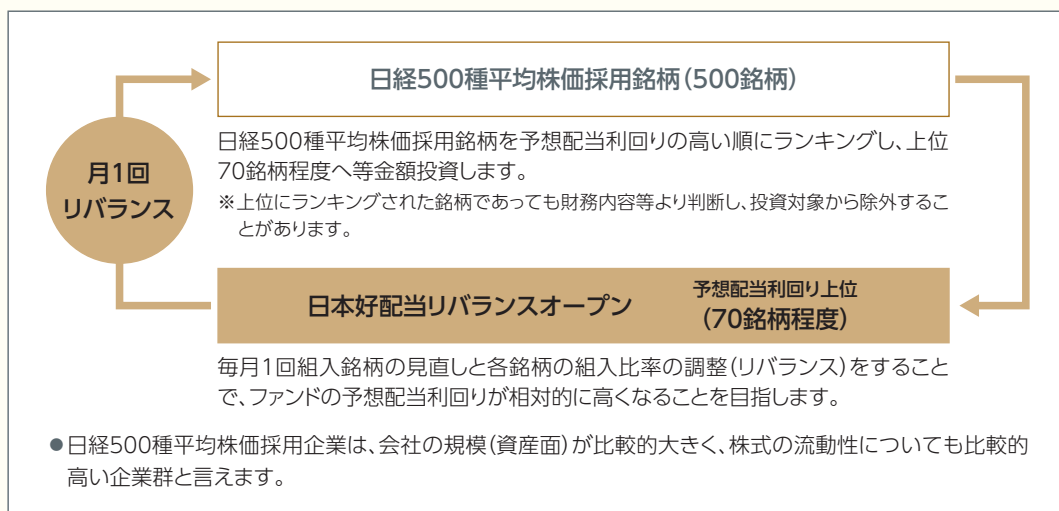 日経500種平均株価採用銘柄(500銘柄)
日経500種平均株価採用銘柄を予想配当利回りの高い順にランキングし、上位
70銘柄程度へ等金額投資します。
※上位にランキングされた銘柄であっても財務内容等より判断し、投資対象から除外するこ
とがあります。
月1回
リバランス
日本好配当リバランスオープン
予想配当利回り上位
(70銘柄程度)
毎月1回組入銘柄の見直しと各銘柄の組入比率の調整(リバランス)をすること
で、ファンドの予想配当利回りが相対的に高くなることを目指します。
●日経500種平均株価採用企業は、会社の規模(資産面)が比較的大きく、株式の流動性についても比較的
高い企業群と言えます。